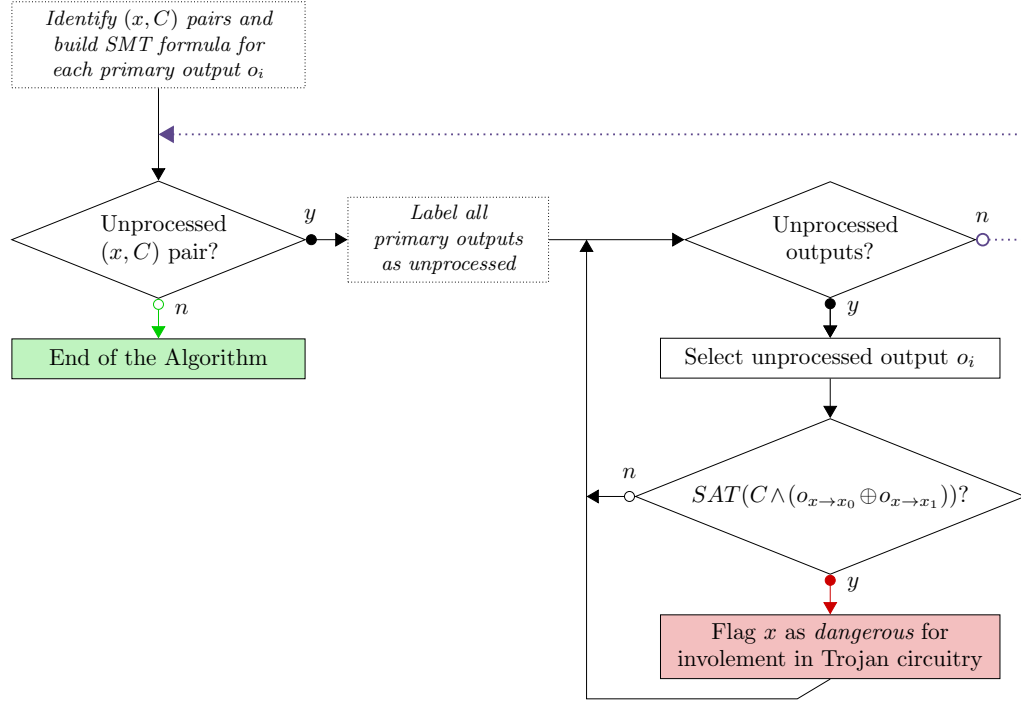 Identify (x, C) pairs and
build SMT formula for
each primary output oᵢ
Unprocessed
(x, C) pair?
y
n
End of the Algorithm
Label all
primary outputs
as unprocessed
Unprocessed
outputs?
n
y
Select unprocessed output oᵢ
n
SAT(C∧(oₓ→ₓ₀⊕oₓ→ₓ₁))?
y
Flag x as dangerous for
involement in Trojan circuitry